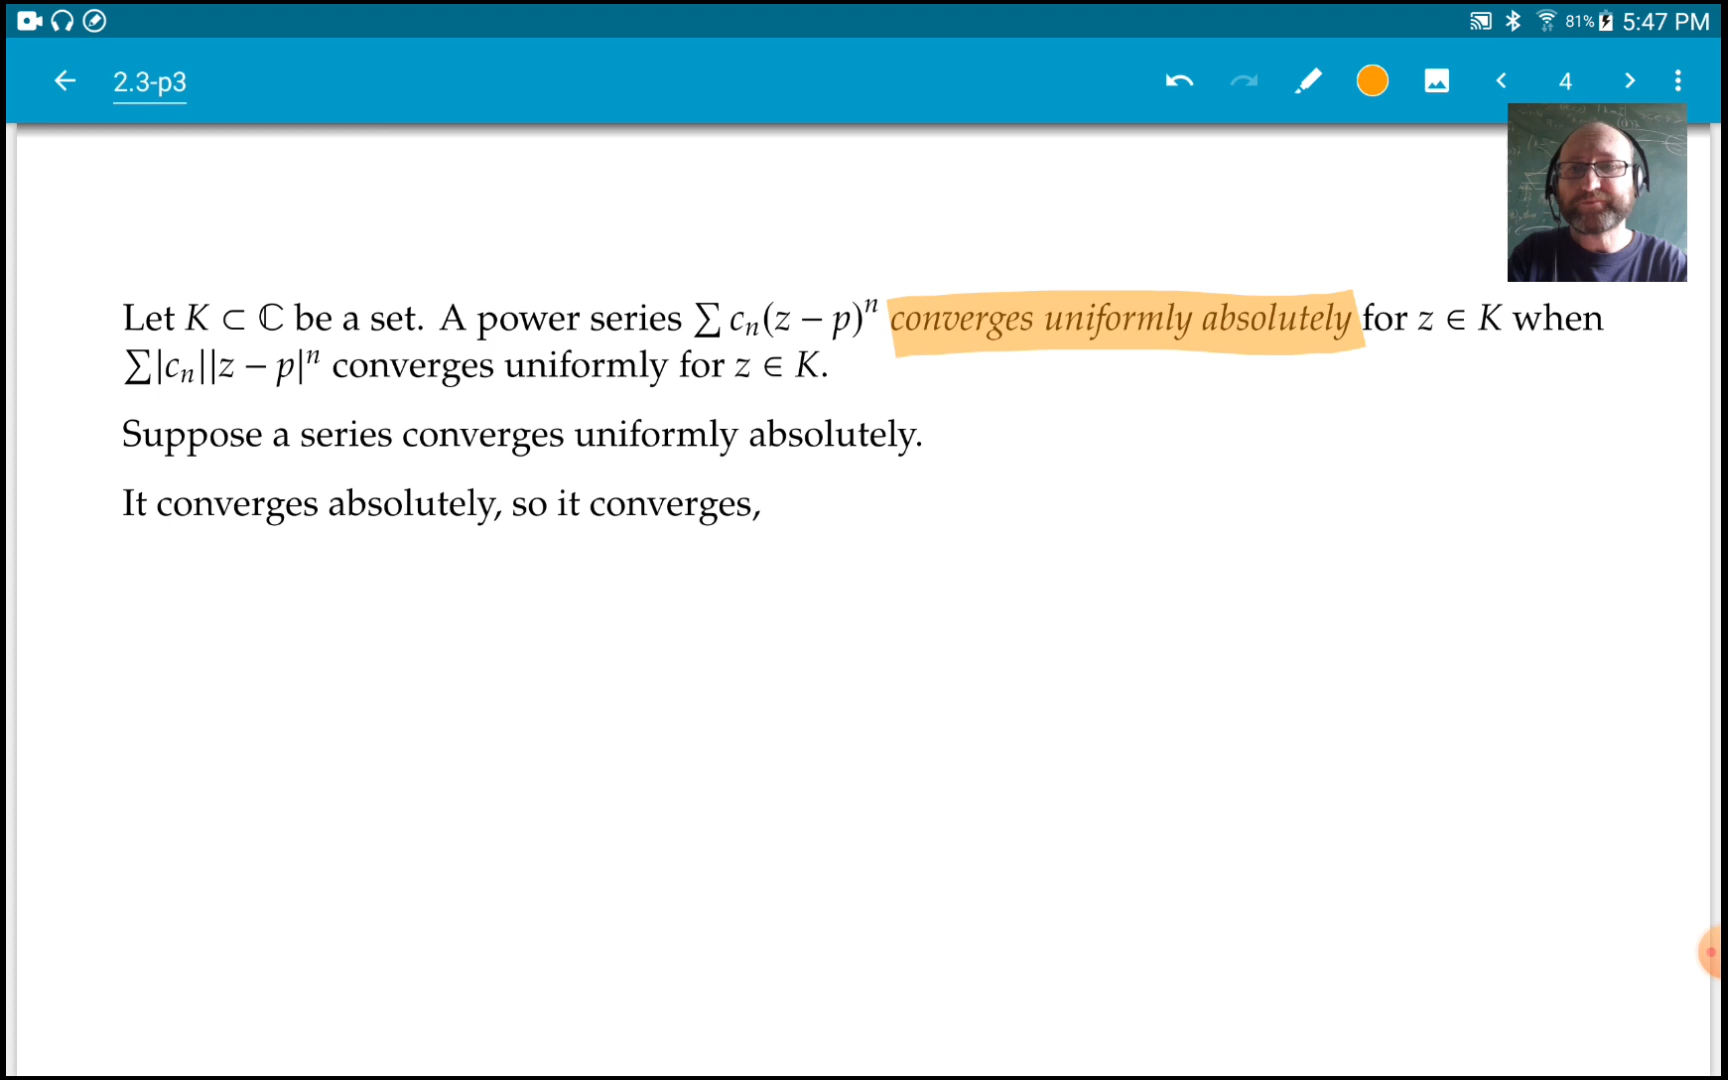 81% 5:47 PM
2.3-p3
4
Let K ⊂ ℂ be a set. A power series ∑ cₙ(z − p)ⁿ converges uniformly absolutely for z ∈ K when
∑|cₙ||z − p|ⁿ converges uniformly for z ∈ K.
Suppose a series converges uniformly absolutely.
It converges absolutely, so it converges,